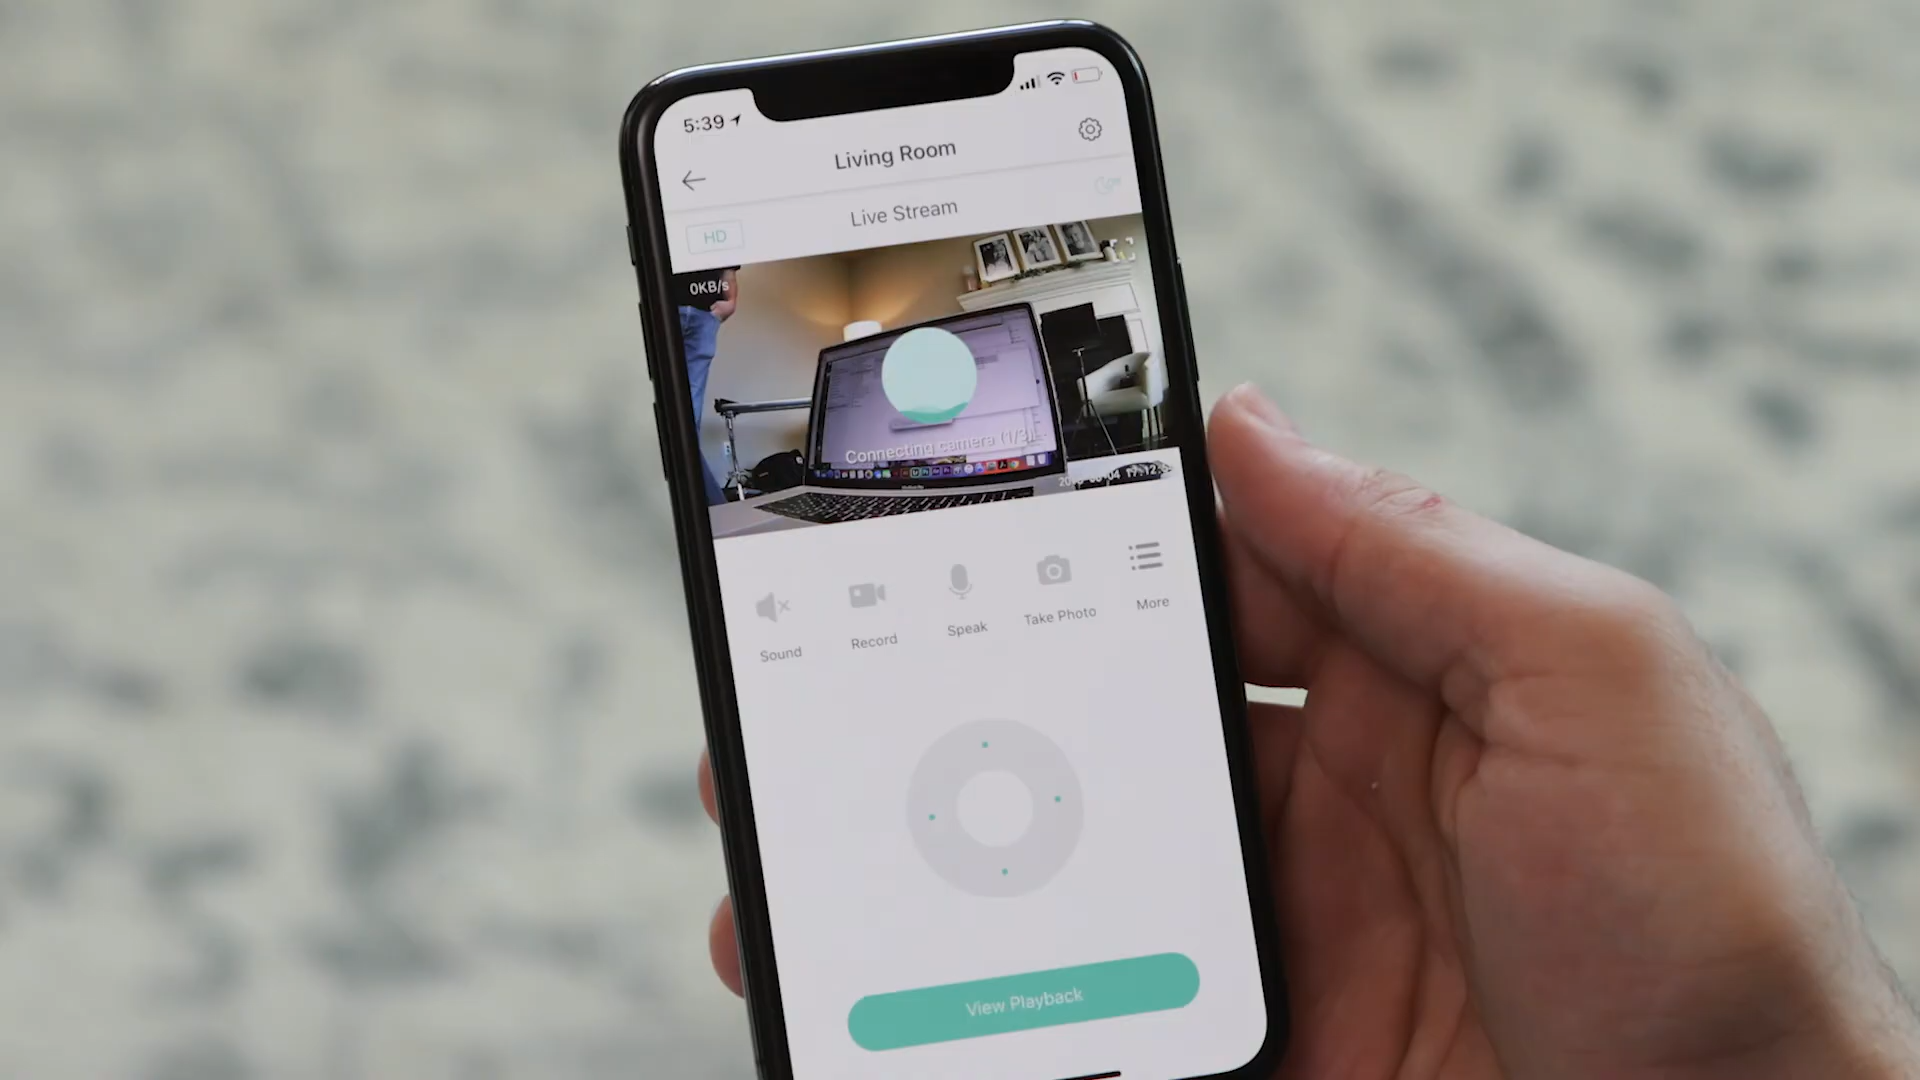 5:39
Living Room
Live Stream
HD
0KB/s
Connecting camera (1/3)
Sound
Record
Speak
Take Photo
More
View Playback